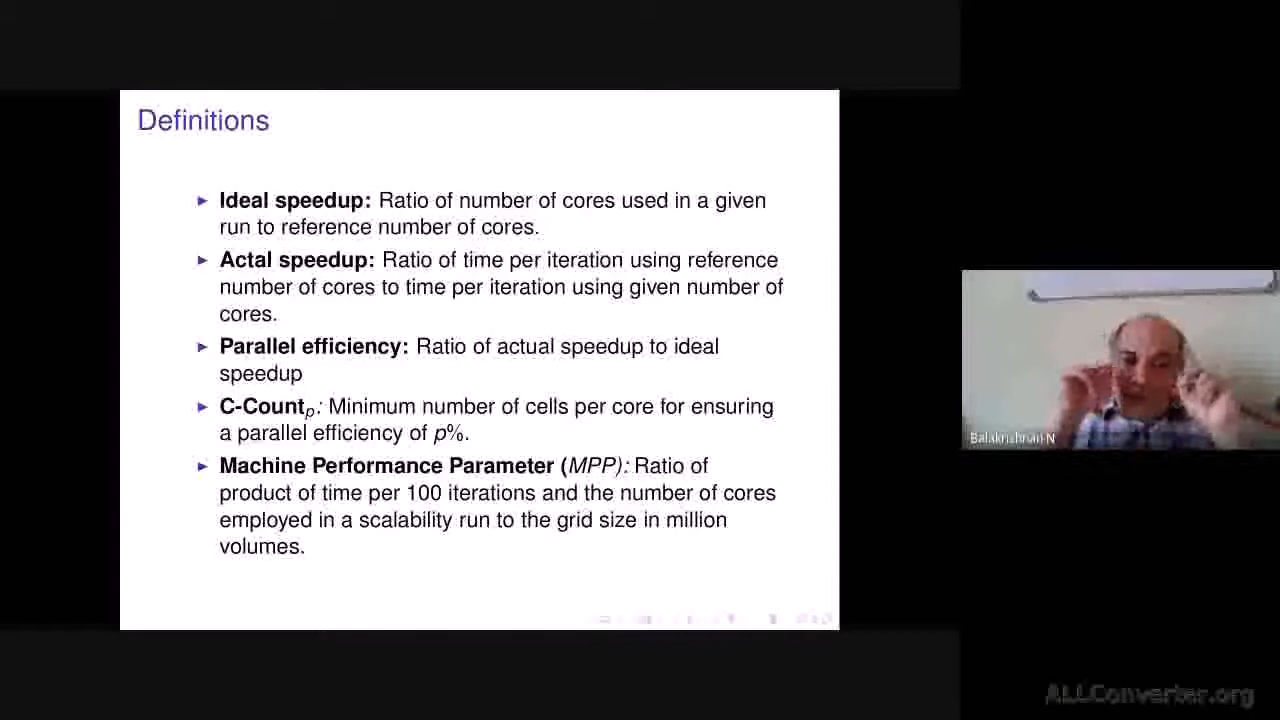 Definitions
► Ideal speedup: Ratio of number of cores used in a given
run to reference number of cores.
► Actal speedup: Ratio of time per iteration using reference
number of cores to time per iteration using given number of
cores.
► Parallel efficiency: Ratio of actual speedup to ideal
speedup
► C-Countp: Minimum number of cells per core for ensuring
a parallel efficiency of p%.
► Machine Performance Parameter (MPP): Ratio of
product of time per 100 iterations and the number of cores
employed in a scalability run to the grid size in million
volumes.
Balakrishnan N
ALLConverter.org